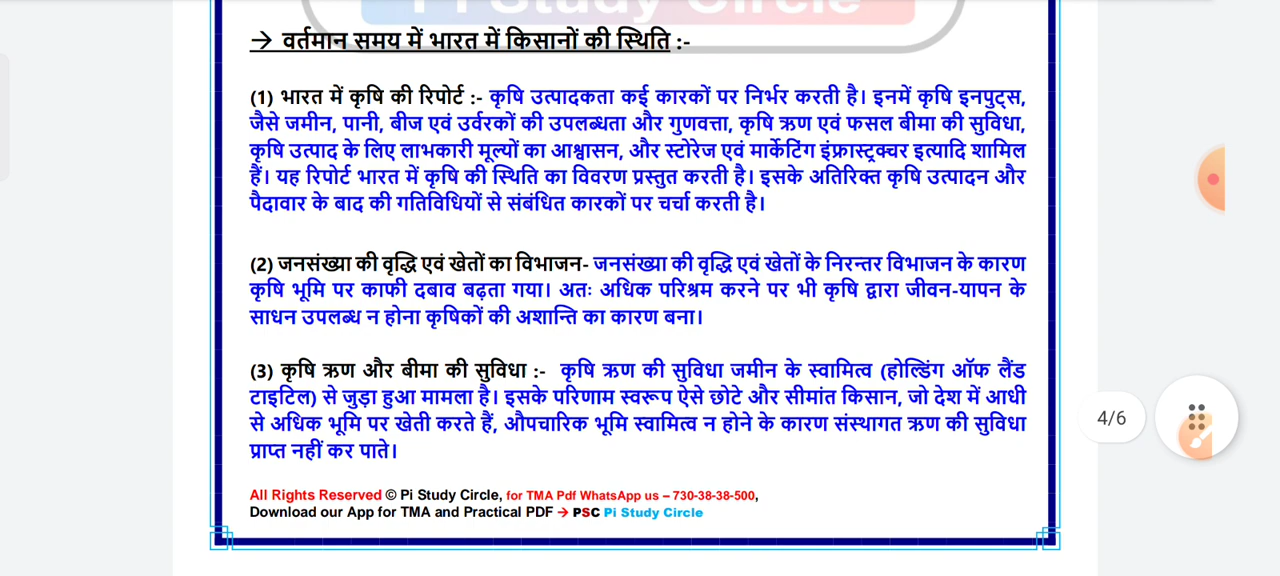 Pi Study Circle
→ वर्तमान समय में भारत में किसानों की स्थिति :-
(1) भारत में कृषि की रिपोर्ट :- कृषि उत्पादकता कई कारकों पर निर्भर करती है। इनमें कृषि इनपुट्स,
जैसे जमीन, पानी, बीज एवं उर्वरकों की उपलब्धता और गुणवत्ता, कृषि ऋण एवं फसल बीमा की सुविधा,
कृषि उत्पाद के लिए लाभकारी मूल्यों का आश्वासन, और स्टोरेज एवं मार्केटिंग इंफ्रास्ट्रक्चर इत्यादि शामिल
हैं। यह रिपोर्ट भारत में कृषि की स्थिति का विवरण प्रस्तुत करती है। इसके अतिरिक्त कृषि उत्पादन और
पैदावार के बाद की गतिविधियों से संबंधित कारकों पर चर्चा करती है।
(2) जनसंख्या की वृद्धि एवं खेतों का विभाजन- जनसंख्या की वृद्धि एवं खेतों के निरन्तर विभाजन के कारण
कृषि भूमि पर काफी दबाव बढ़ता गया। अतः अधिक परिश्रम करने पर भी कृषि द्वारा जीवन-यापन के
साधन उपलब्ध न होना कृषिकों की अशान्ति का कारण बना।
(3) कृषि ऋण और बीमा की सुविधा :- कृषि ऋण की सुविधा जमीन के स्वामित्व (होल्डिंग ऑफ लैंड
टाइटिल) से जुड़ा हुआ मामला है। इसके परिणाम स्वरूप ऐसे छोटे और सीमांत किसान, जो देश में आधी
से अधिक भूमि पर खेती करते हैं, औपचारिक भूमि स्वामित्व न होने के कारण संस्थागत ऋण की सुविधा
प्राप्त नहीं कर पाते।
4/6
All Rights Reserved © Pi Study Circle, for TMA Pdf WhatsApp us – 730-38-38-500,
Download our App for TMA and Practical PDF → PSC Pi Study Circle